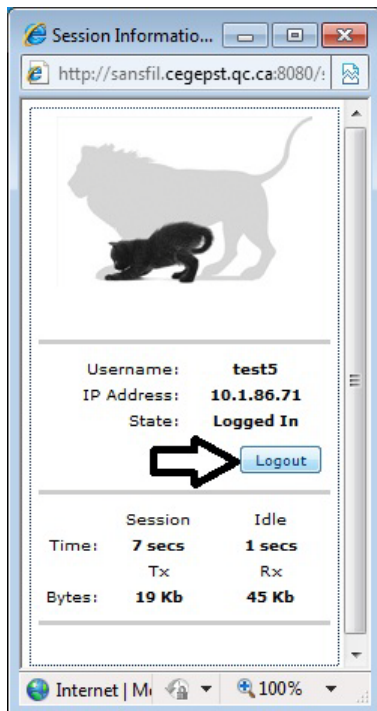 Session Informatio...
http://sansfil.cegepst.qc.ca:8080/:
Username: test5
IP Address: 10.1.86.71
State: Logged In
Logout
Session Idle
Time: 7 secs 1 secs
Tx Rx
Bytes: 19 Kb 45 Kb
Internet | Mo 100%